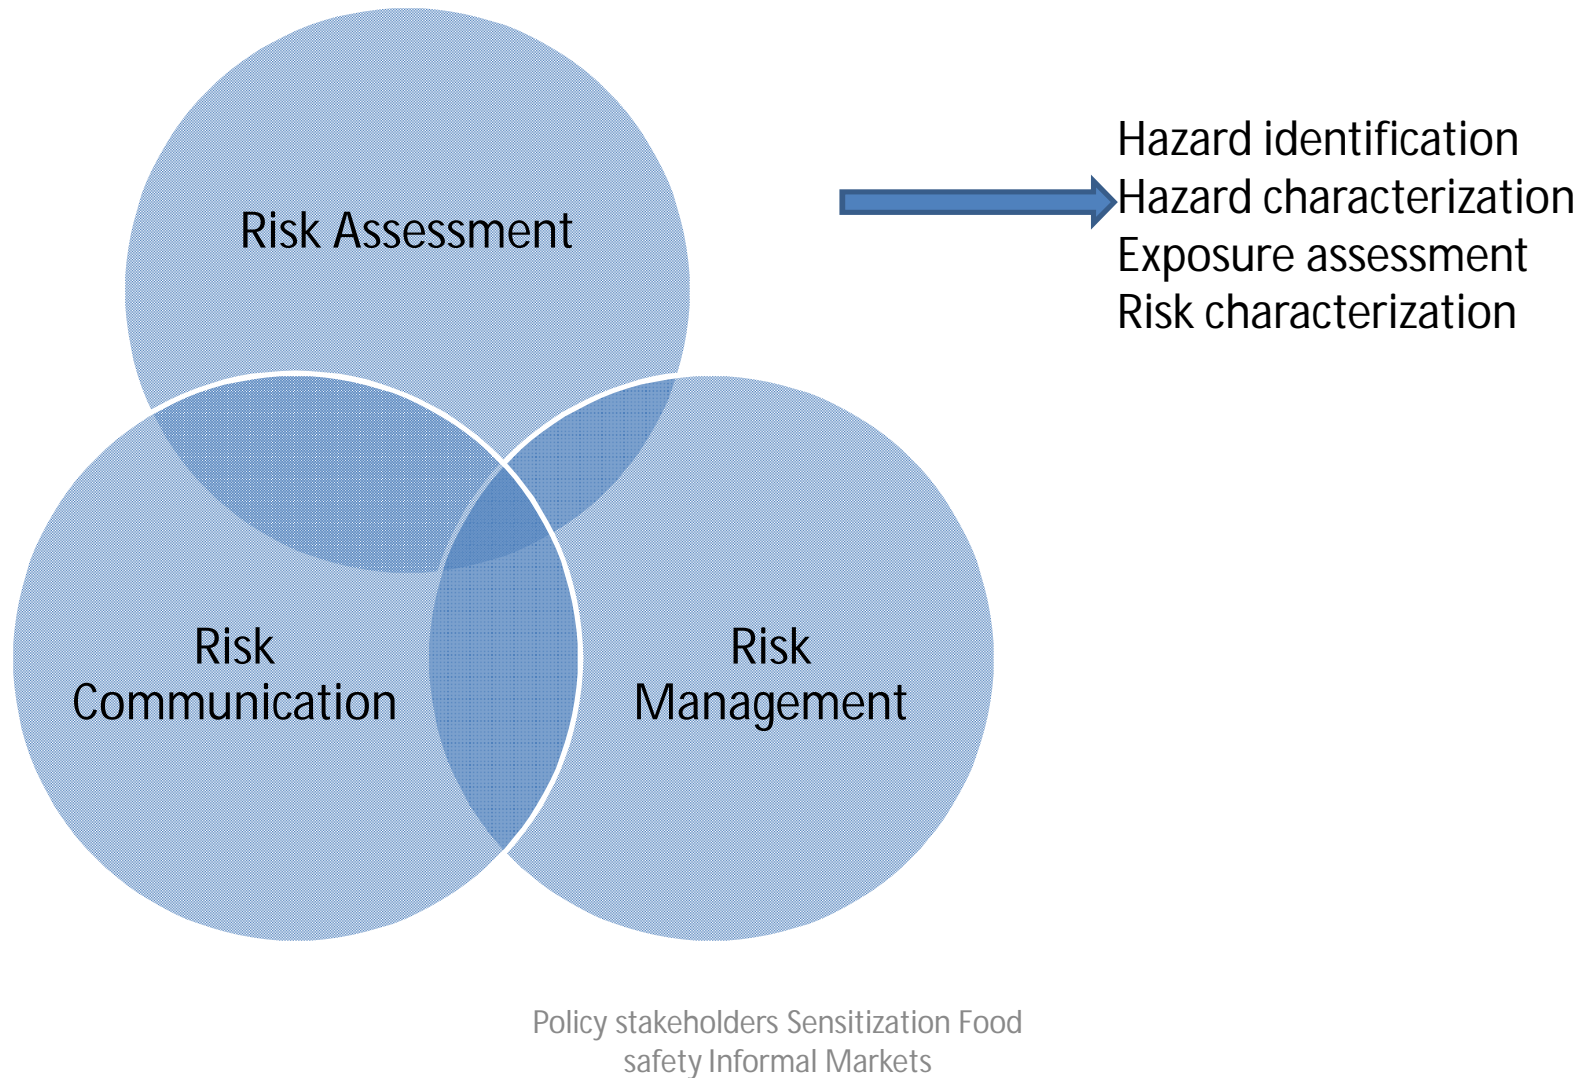 Risk Assessment
Hazard identification
Hazard characterization
Exposure assessment
Risk characterization
Risk
Communication
Risk
Management
Policy stakeholders Sensitization Food
safety Informal Markets